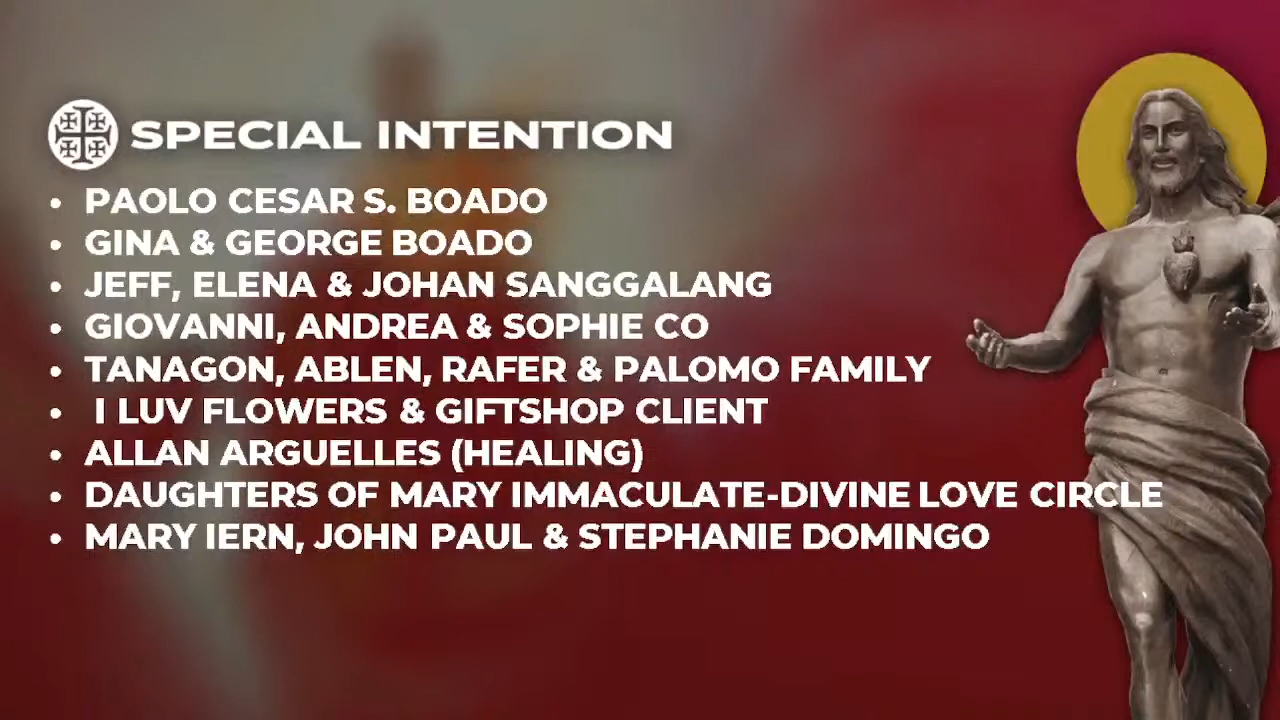 SPECIAL INTENTION
• PAOLO CESAR S. BOADO
• GINA & GEORGE BOADO
• JEFF, ELENA & JOHAN SANGGALANG
• GIOVANNI, ANDREA & SOPHIE CO
• TANAGON, ABLEN, RAFER & PALOMO FAMILY
• I LUV FLOWERS & GIFTSHOP CLIENT
• ALLAN ARGUELLES (HEALING)
• DAUGHTERS OF MARY IMMACULATE-DIVINE LOVE CIRCLE
• MARY IERN, JOHN PAUL & STEPHANIE DOMINGO